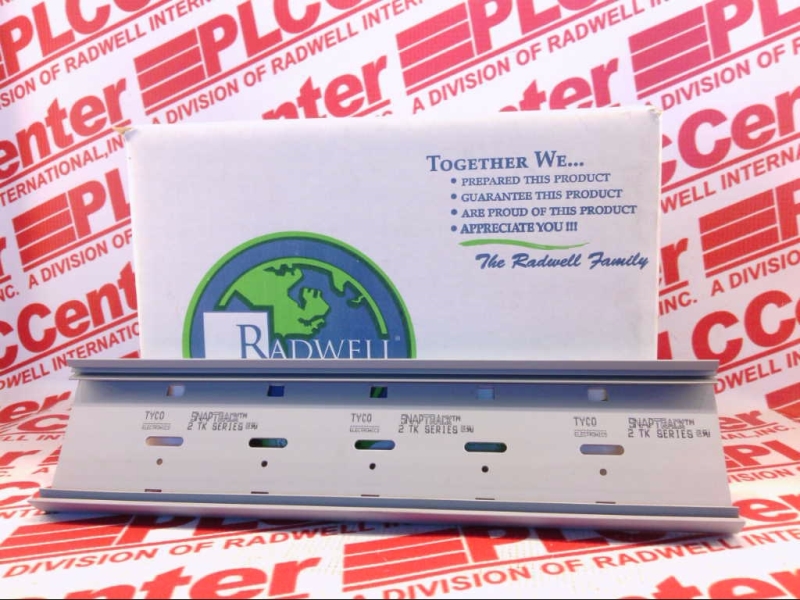 PLCCenter
A DIVISION OF RADWELL INTERNATIONAL, INC.
TOGETHER WE...
• PREPARED THIS PRODUCT
• GUARANTEE THIS PRODUCT
• ARE PROUD OF THIS PRODUCT
• APPRECIATE YOU !!!
The Radwell Family
RADWELL
TYCO
ELECTRONICS
SNAPTRACK™
2 TK SERIES
TYCO
ELECTRONICS
SNAPTRACK™
2 TK SERIES
TYCO
ELECTRONICS
SNAPTRACK™
2 TK SERIES